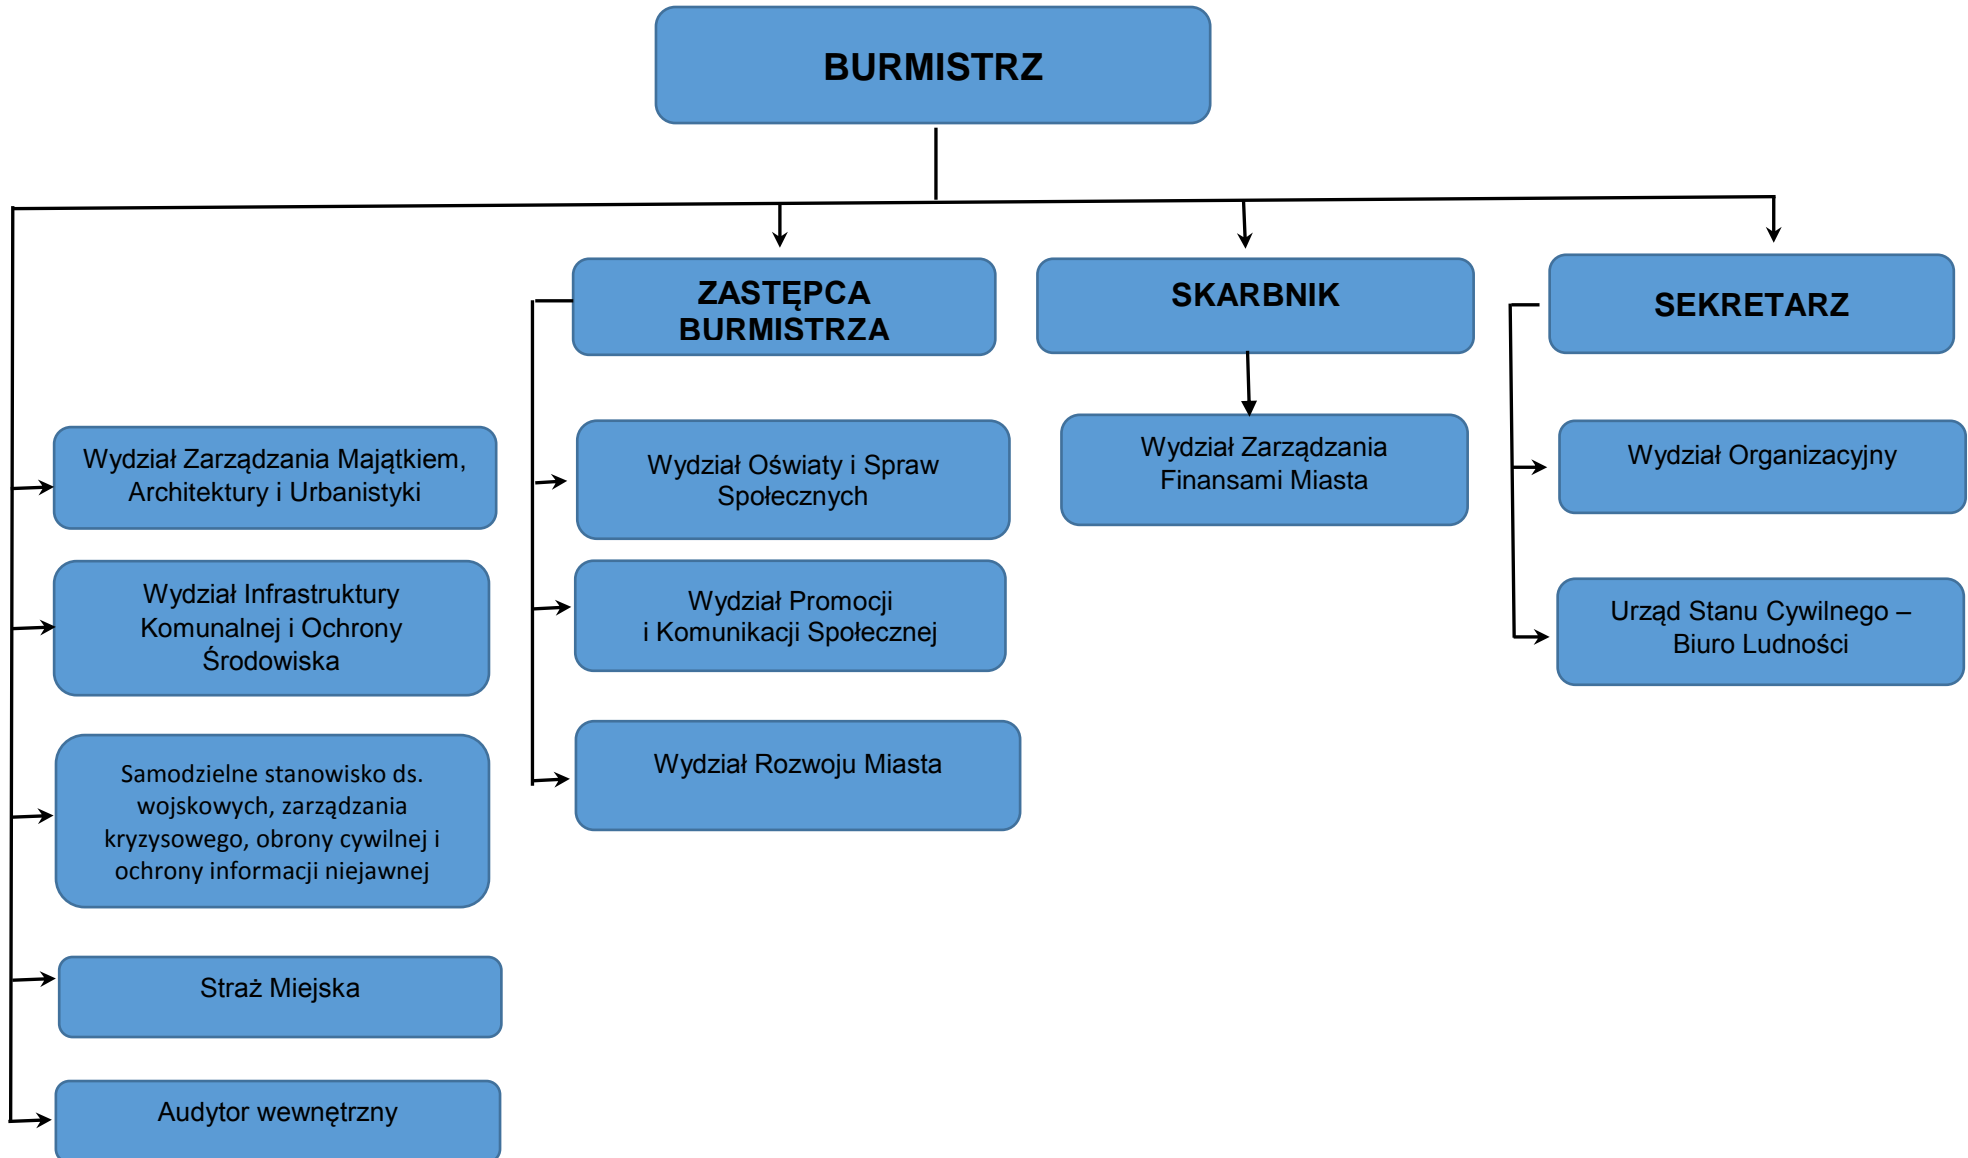 BURMISTRZ
ZASTĘPCA
BURMISTRZA
SKARBNIK
SEKRETARZ
Wydział Zarządzania Majątkiem,
Architektury i Urbanistyki
Wydział Infrastruktury
Komunalnej i Ochrony
Środowiska
Samodzielne stanowisko ds.
wojskowych, zarządzania
kryzysowego, obrony cywilnej i
ochrony informacji niejawnej
Straż Miejska
Audytor wewnętrzny
Wydział Oświaty i Spraw
Społecznych
Wydział Promocji
i Komunikacji Społecznej
Wydział Rozwoju Miasta
Wydział Zarządzania
Finansami Miasta
Wydział Organizacyjny
Urząd Stanu Cywilnego –
Biuro Ludności